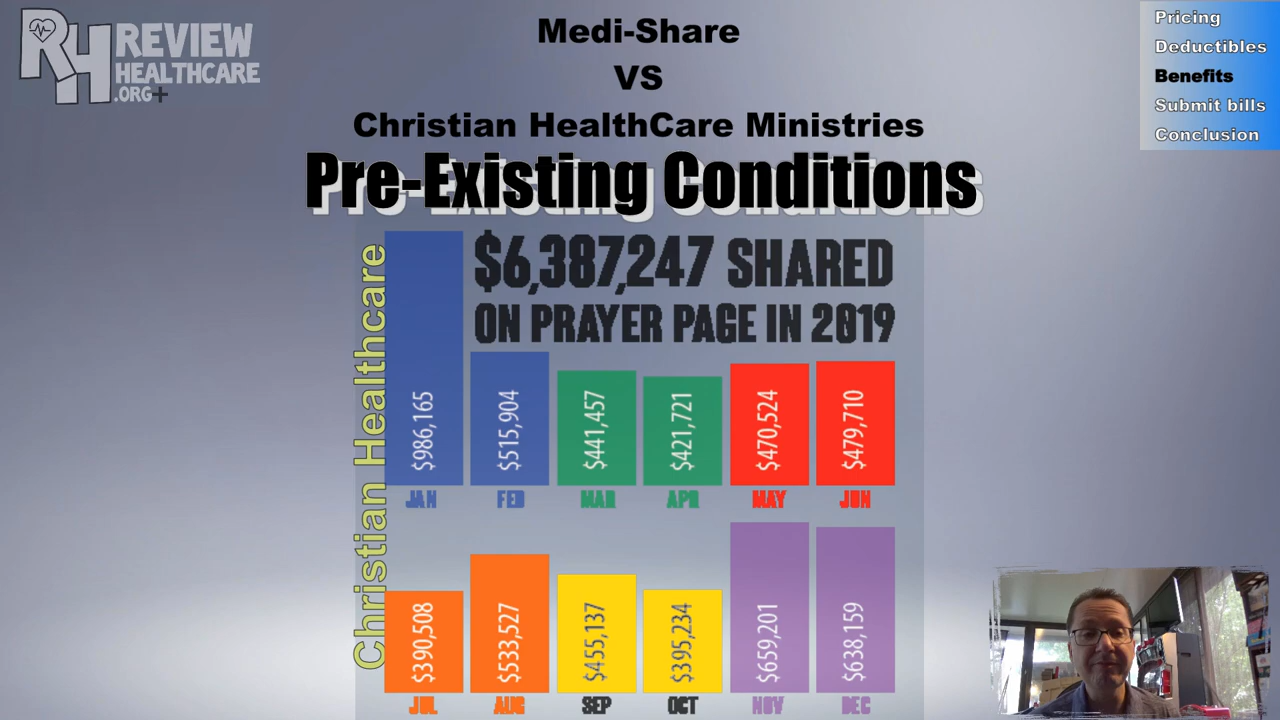 RH REVIEW
HEALTHCARE
.ORG+
Medi-Share
VS
Christian HealthCare Ministries
Pre-Existing Conditions
Pricing
Deductibles
Benefits
Submit bills
Conclusion
Christian Healthcare
$6,387,247 SHARED
ON PRAYER PAGE IN 2019
$986,165
$515,904
$441,457
$421,721
$470,524
$479,710
JAN FEB MAR APR MAY JUN
$390,508
$533,527
$455,137
$395,234
$659,201
$638,159
JUL AUG SEP OCT NOV DEC